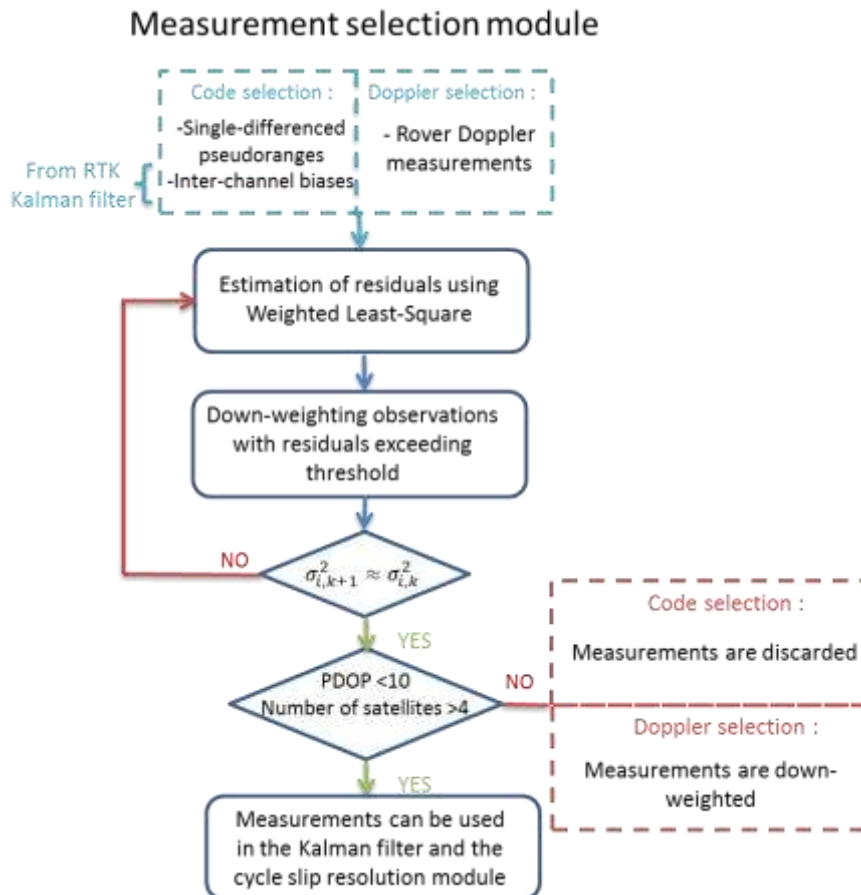 Measurement selection module
Code selection :
-Single-differenced
pseudoranges
-Inter-channel biases
Doppler selection :
- Rover Doppler
measurements
From RTK
Kalman filter
Estimation of residuals using
Weighted Least-Square
Down-weighting observations
with residuals exceeding
threshold
NO
σ²ᵢ,ₖ₊₁ ≈ σ²ᵢ,ₖ
YES
PDOP <10
Number of satellites >4
NO
Code selection :
Measurements are discarded
Doppler selection :
Measurements are down-
weighted
YES
Measurements can be used
in the Kalman filter and the
cycle slip resolution module